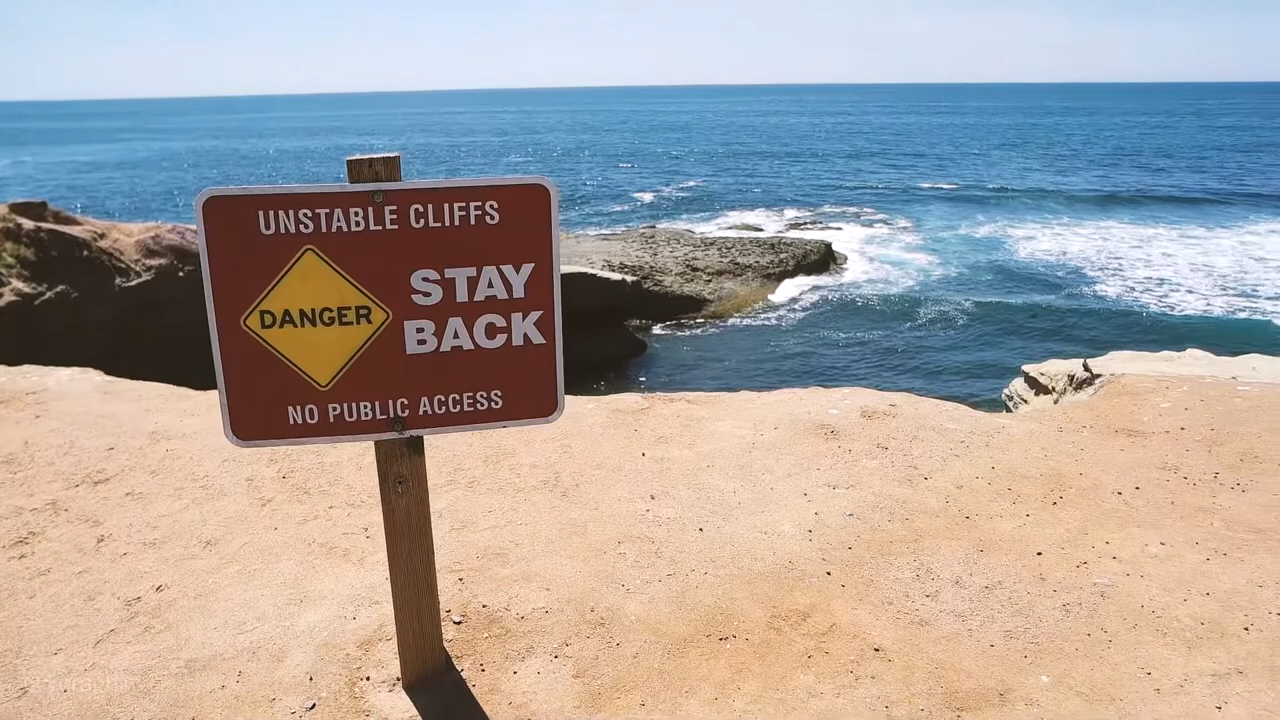 UNSTABLE CLIFFS
DANGER
STAY
BACK
NO PUBLIC ACCESS